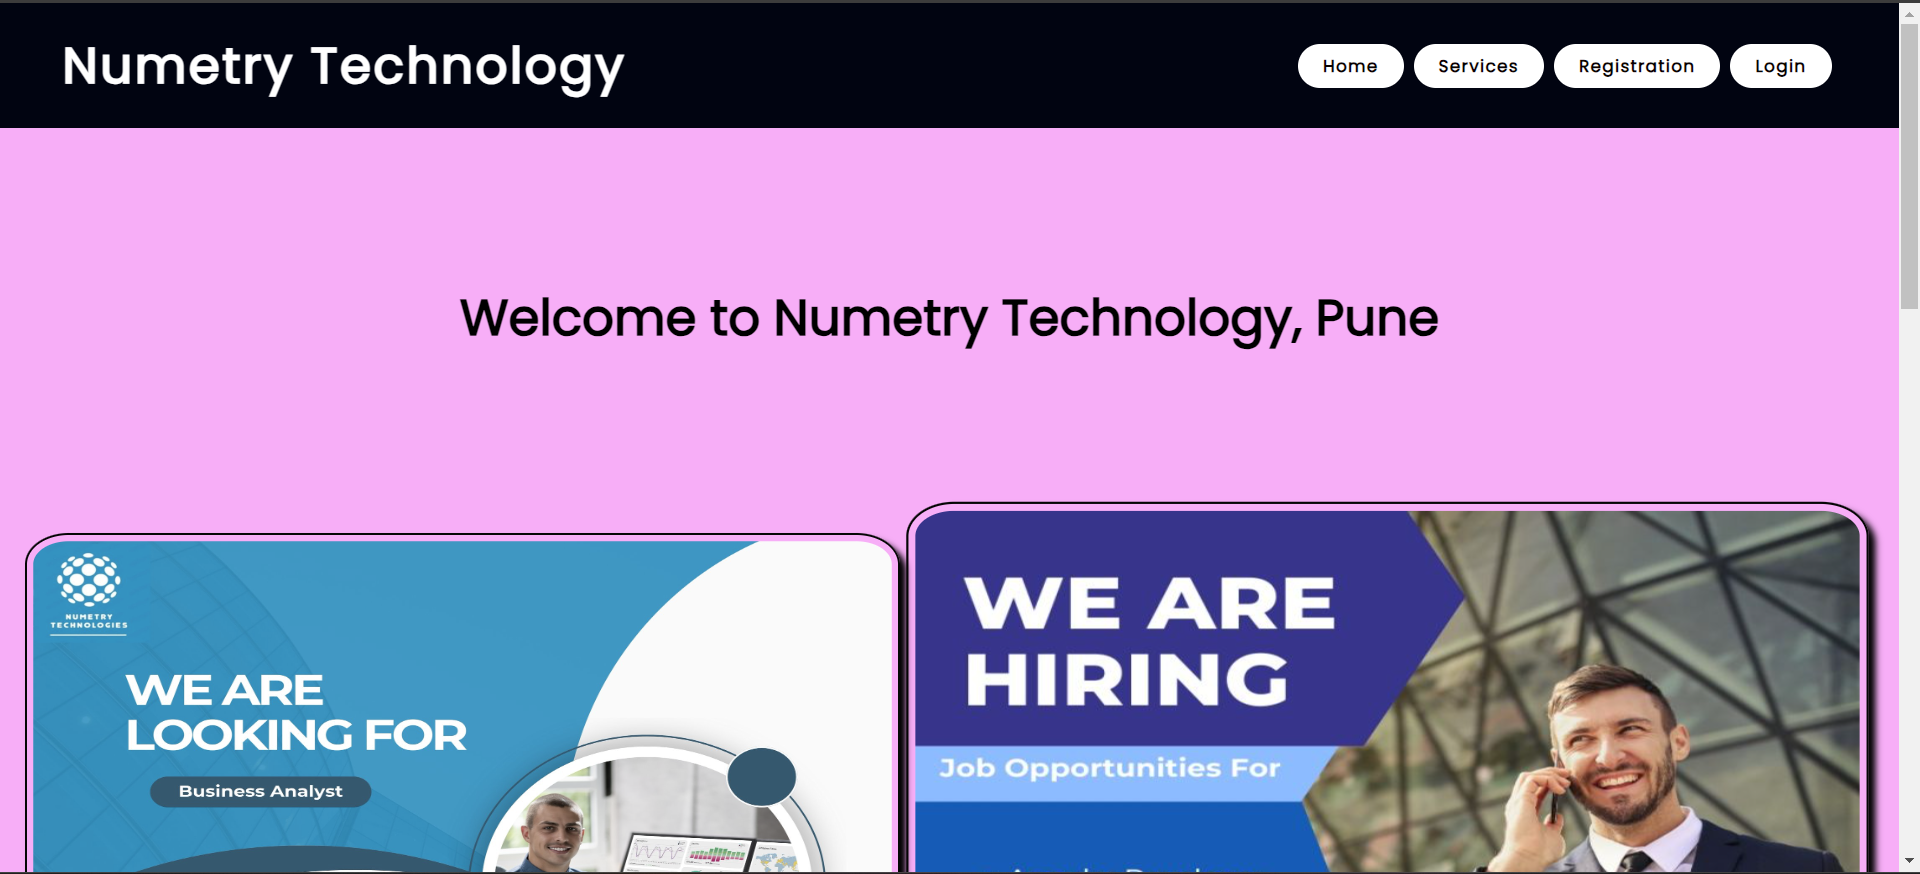 Numetry Technology
Home
Services
Registration
Login
Welcome to Numetry Technology, Pune
NUMETRY
TECHNOLOGIES
WE ARE
LOOKING FOR
Business Analyst
WE ARE
HIRING
Job Opportunities For